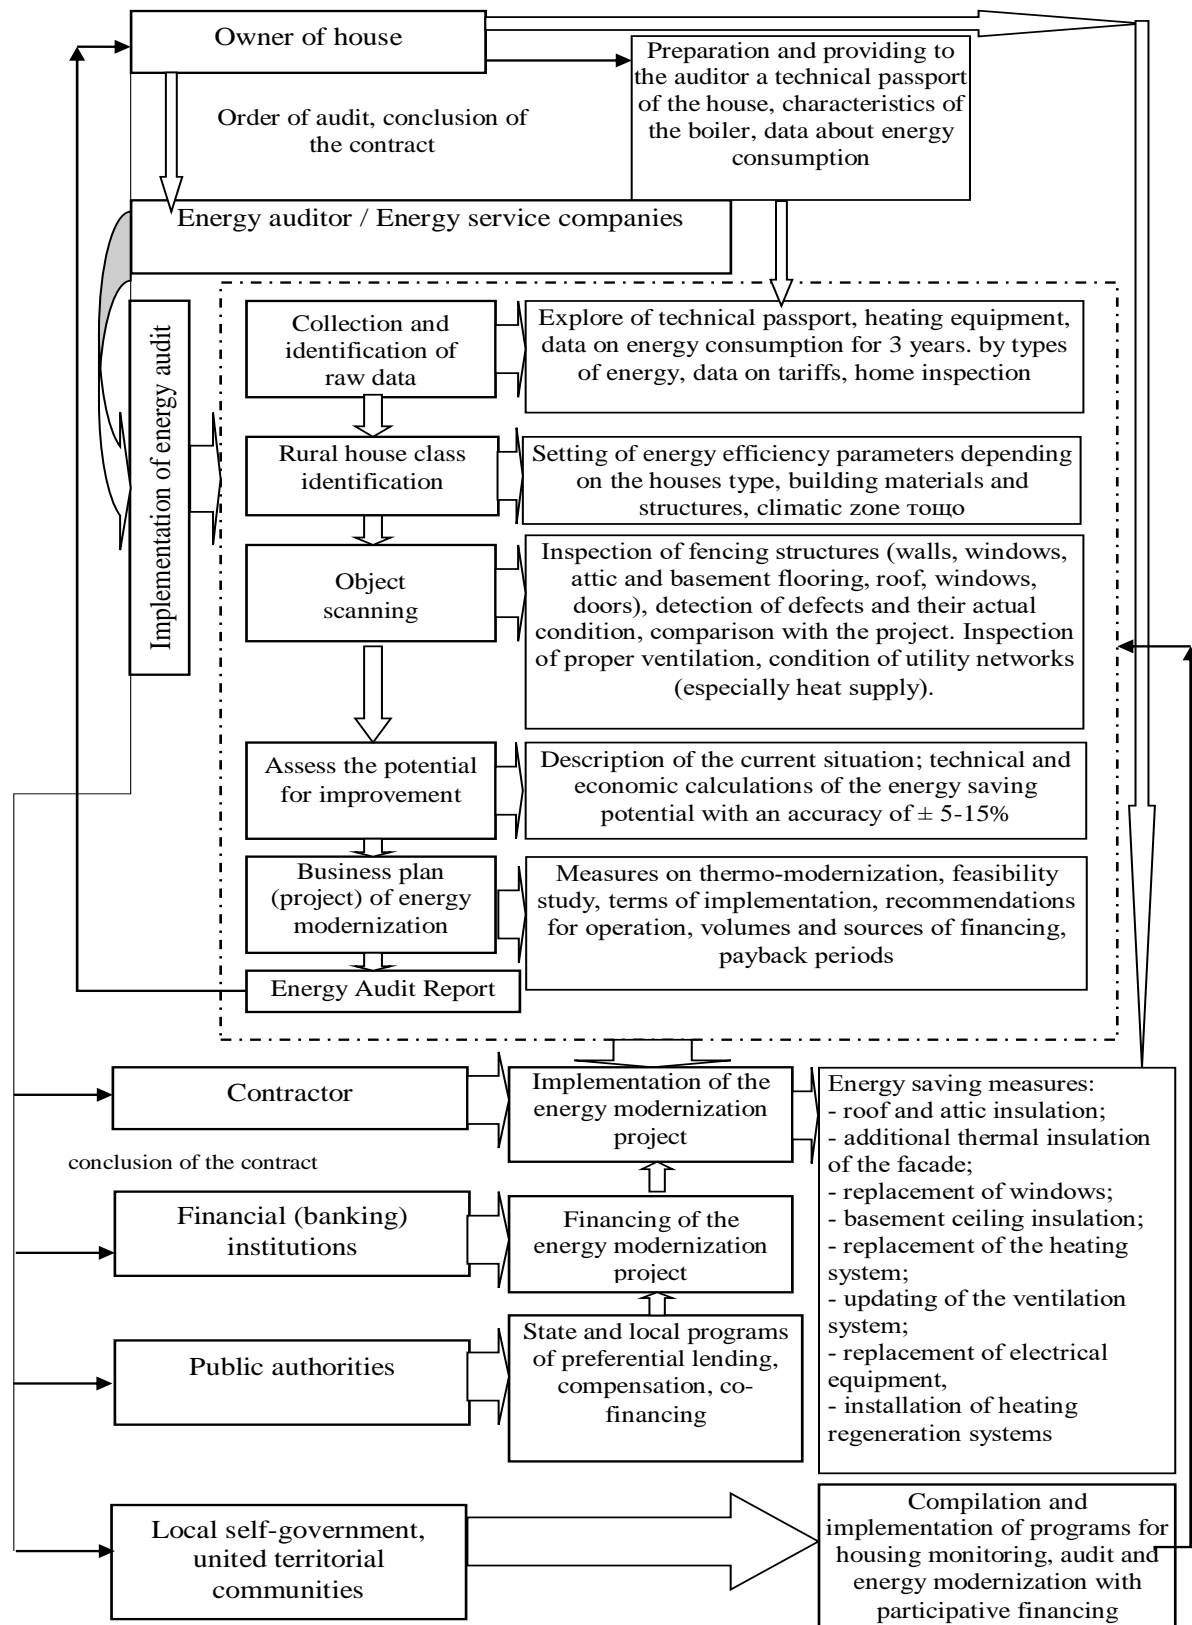 Owner of house
Preparation and providing to
the auditor a technical passport
of the house, characteristics of
the boiler, data about energy
consumption
Order of audit, conclusion of
the contract
Energy auditor / Energy service companies
Implementation of energy audit
Collection and
identification of
raw data
Explore of technical passport, heating equipment,
data on energy consumption for 3 years. by types
of energy, data on tariffs, home inspection
Rural house class
identification
Setting of energy efficiency parameters depending
on the houses type, building materials and
structures, climatic zone тощо
Object
scanning
Inspection of fencing structures (walls, windows,
attic and basement flooring, roof, windows,
doors), detection of defects and their actual
condition, comparison with the project. Inspection
of proper ventilation, condition of utility networks
(especially heat supply).
Assess the potential
for improvement
Description of the current situation; technical and
economic calculations of the energy saving
potential with an accuracy of ± 5-15%
Business plan
(project) of energy
modernization
Measures on thermo-modernization, feasibility
study, terms of implementation, recommendations
for operation, volumes and sources of financing,
payback periods
Energy Audit Report
Contractor
Implementation of the
energy modernization
project
Energy saving measures:
- roof and attic insulation;
- additional thermal insulation
of the facade;
- replacement of windows;
- basement ceiling insulation;
- replacement of the heating
system;
- updating of the ventilation
system;
- replacement of electrical
equipment,
- installation of heating
regeneration systems
conclusion of the contract
Financial (banking)
institutions
Financing of the
energy modernization
project
Public authorities
State and local programs
of preferential lending,
compensation, co-
financing
Local self-government,
united territorial
communities
Compilation and
implementation of programs for
housing monitoring, audit and
energy modernization with
participative financing